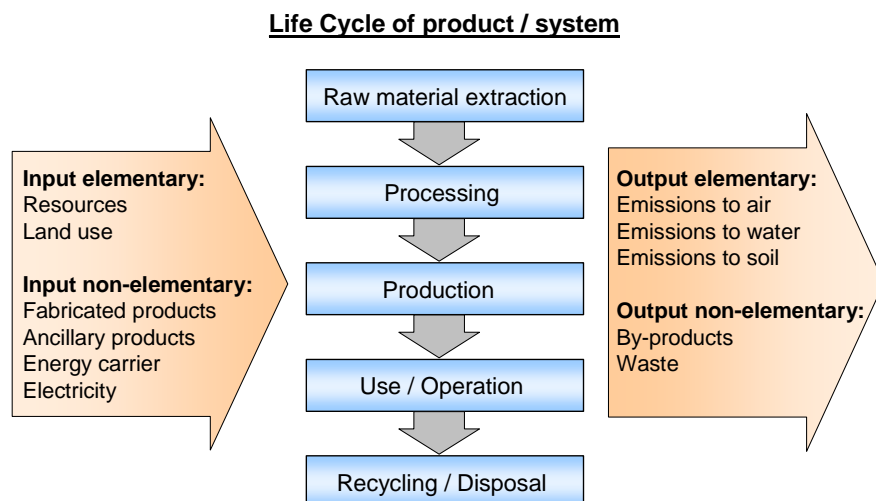 Life Cycle of product / system
Raw material extraction
Processing
Production
Use / Operation
Recycling / Disposal
Input elementary:
Resources
Land use
Input non-elementary:
Fabricated products
Ancillary products
Energy carrier
Electricity
Output elementary:
Emissions to air
Emissions to water
Emissions to soil
Output non-elementary:
By-products
Waste